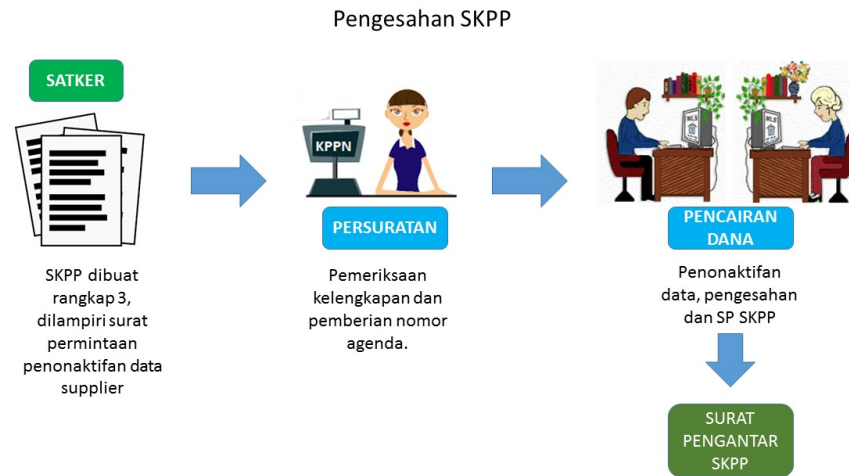 Pengesahan SKPP
SATKER
SKPP dibuat
rangkap 3,
dilampiri surat
permintaan
penonaktifan data
supplier
KPPN
PERSURATAN
Pemeriksaan
kelengkapan dan
pemberian nomor
agenda.
PENCAIRAN
DANA
Penonaktifan
data, pengesahan
dan SP SKPP
SURAT
PENGANTAR
SKPP